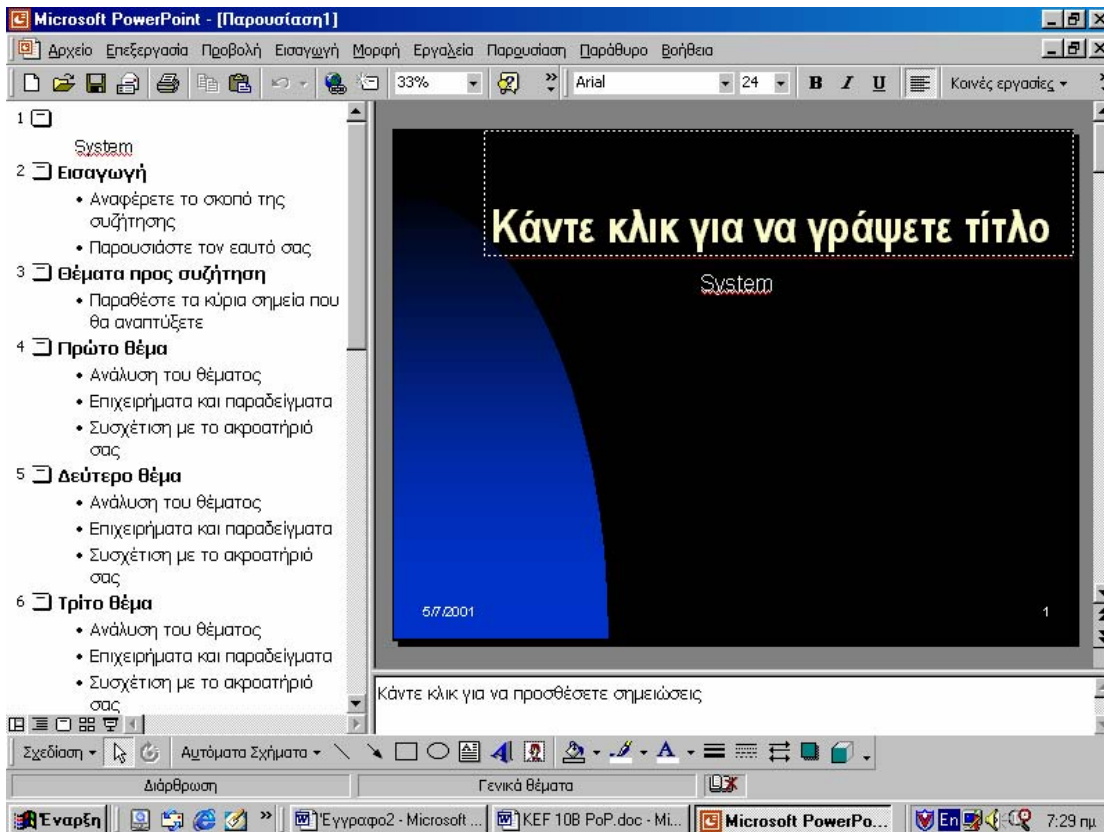 Microsoft PowerPoint - [Παρουσίαση1]
Αρχείο Επεξεργασία Προβολή Εισαγωγή Μορφή Εργαλεία Παρουσίαση Παράθυρο Βοήθεια
33% Arial 24 B I U Κοινές εργασίες
1
System
2 Εισαγωγή
• Αναφέρετε το σκοπό της
συζήτησης
• Παρουσιάστε τον εαυτό σας
3 Θέματα προς συζήτηση
• Παραθέστε τα κύρια σημεία που
θα αναπτύξετε
4 Πρώτο θέμα
• Ανάλυση του θέματος
• Επιχειρήματα και παραδείγματα
• Συσχέτιση με το ακροατήριό
σας
5 Δεύτερο θέμα
• Ανάλυση του θέματος
• Επιχειρήματα και παραδείγματα
• Συσχέτιση με το ακροατήριό
σας
6 Τρίτο θέμα
• Ανάλυση του θέματος
• Επιχειρήματα και παραδείγματα
• Συσχέτιση με το ακροατήριό
σας
Κάντε κλικ για να γράψετε τίτλο
System
5/7/2001 1
Κάντε κλικ για να προσθέσετε σημειώσεις
Σχεδίαση Αυτόματα Σχήματα
Διάρθρωση Γενικά θέματα
Έναρξη Έγγραφο2 - Microsoft ... KEF 10B PoP.doc - Mi... Microsoft PowerPo... En 7:29 πμ